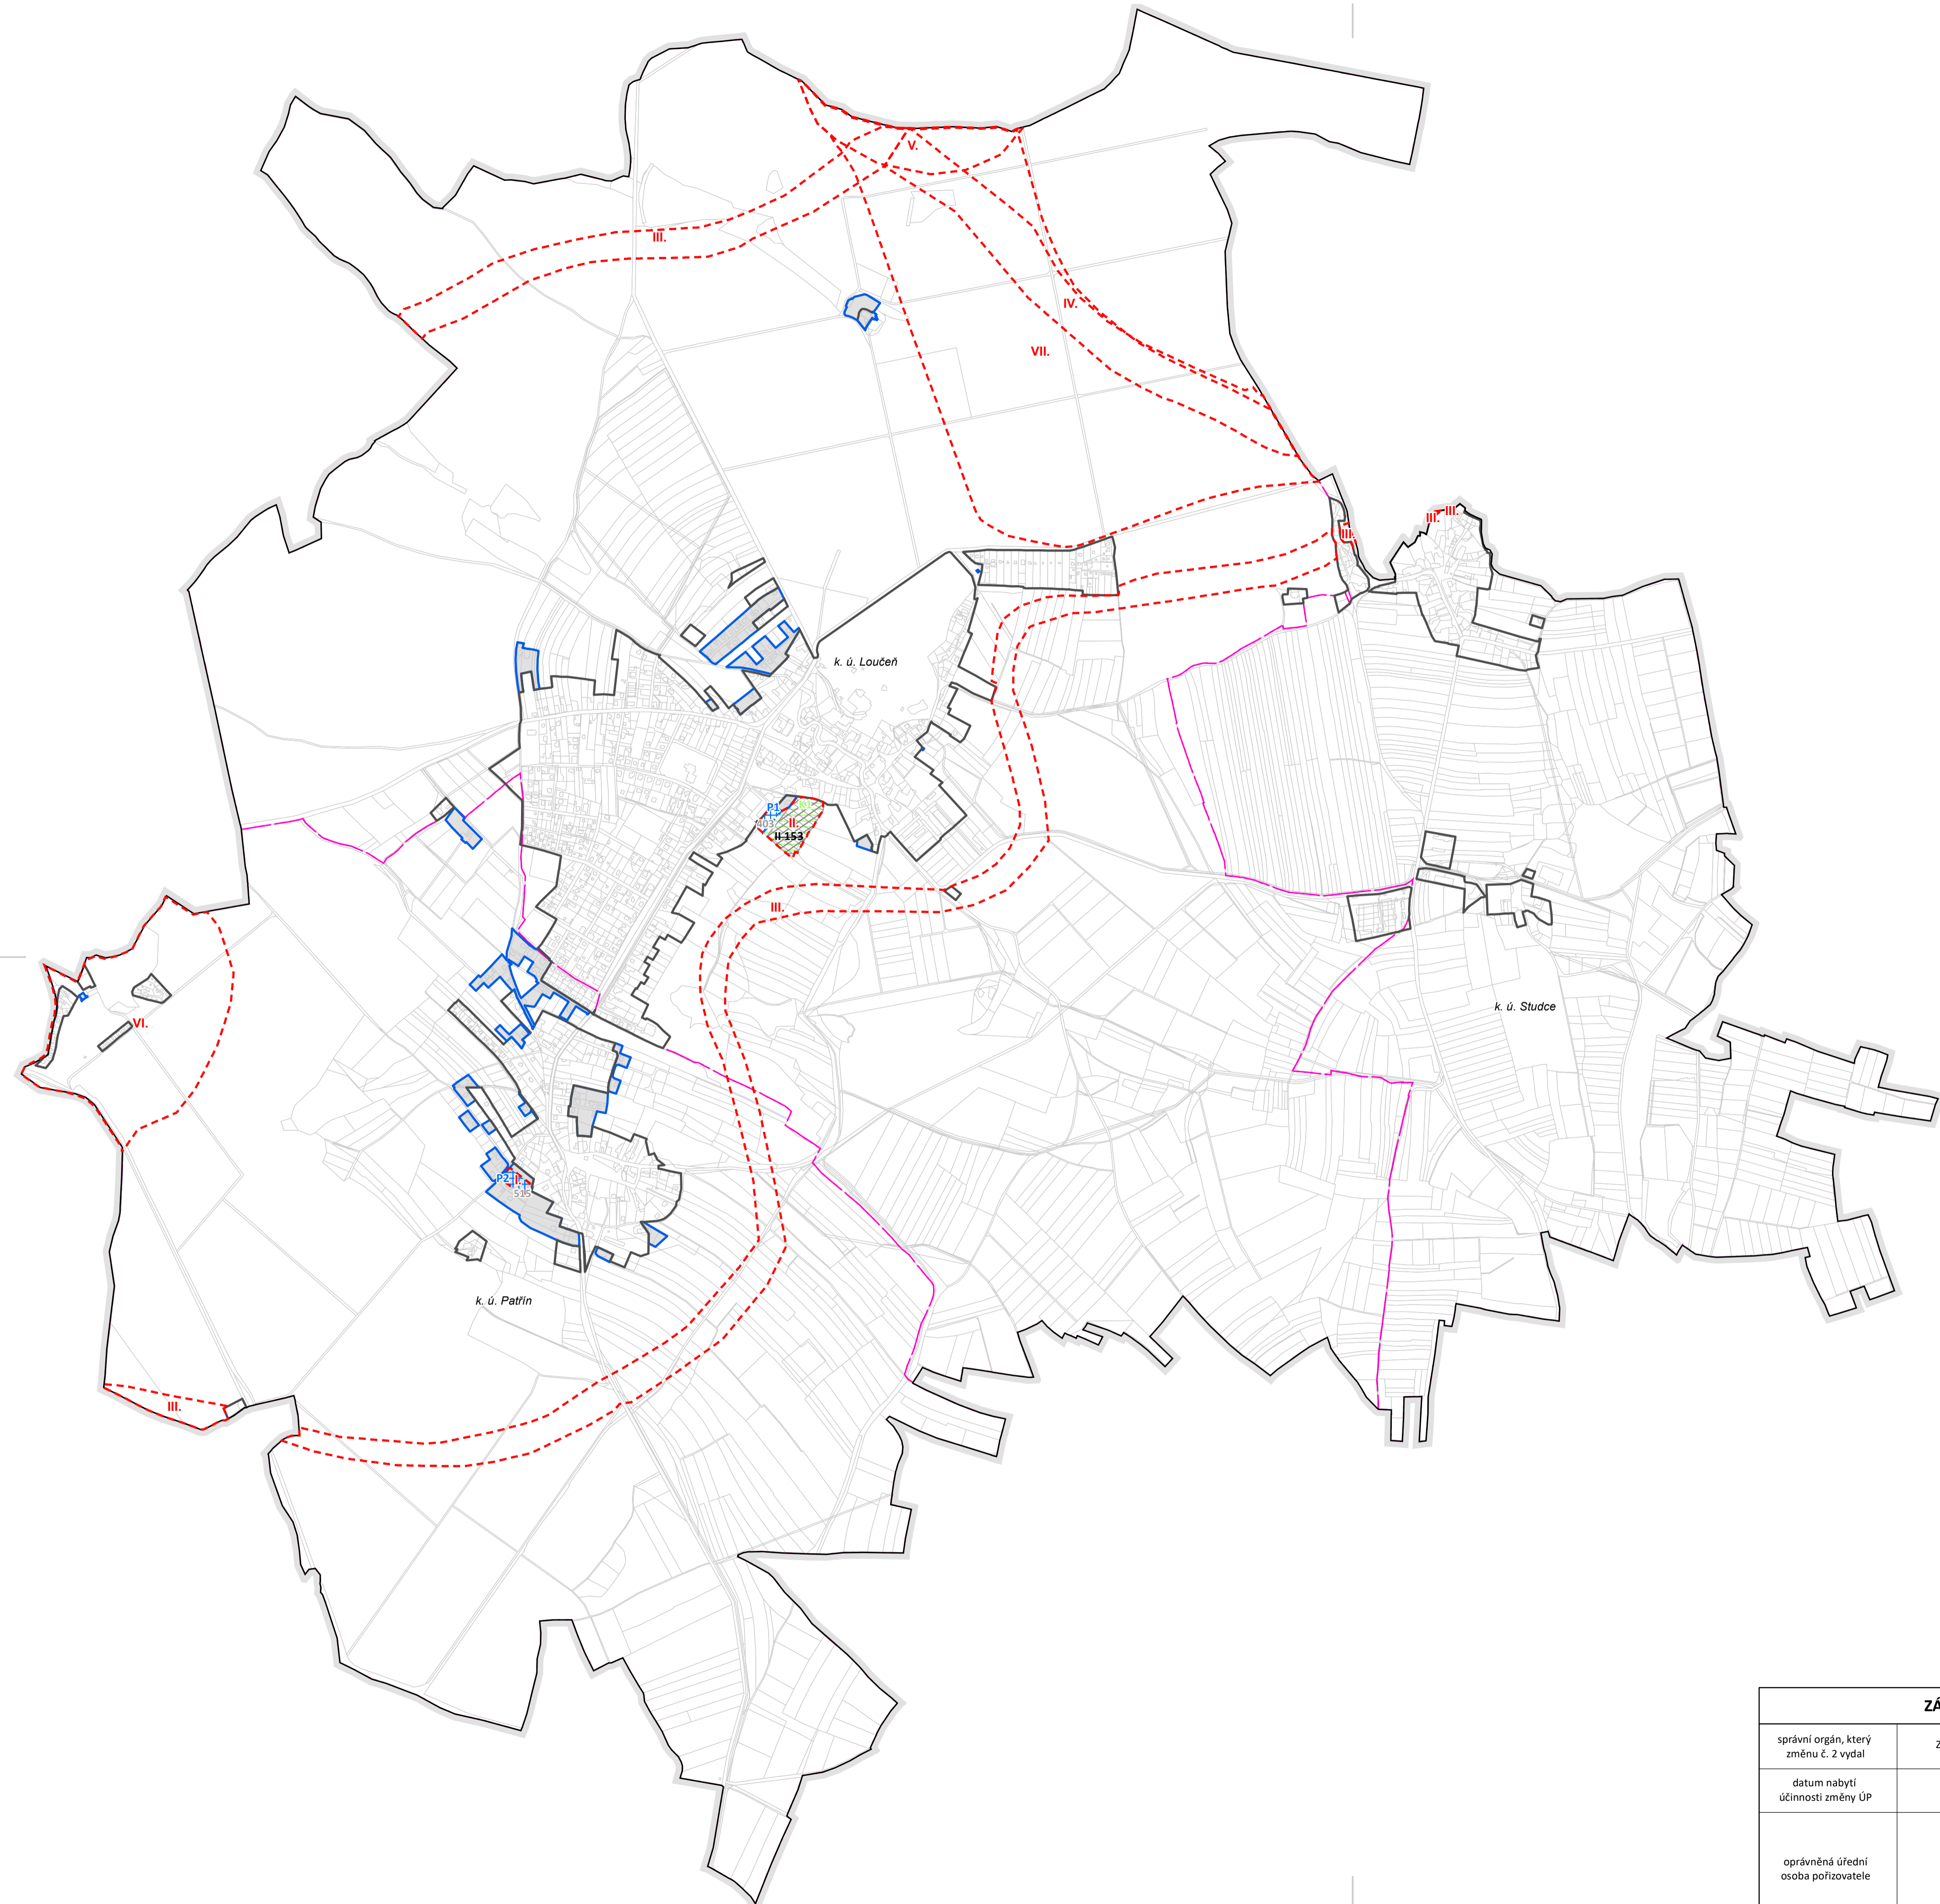 V.
III.
IV.
VII.
III.
III.
III.
k. ú. Loučeň
P1
403
II.
II 153
III.
k. ú. Studce
VI.
P2
I.
515
k. ú. Patřín
III.
správní orgán, který
změnu č. 2 vydal
datum nabytí
účinnosti změny ÚP
oprávněná úřední
osoba pořizovatele